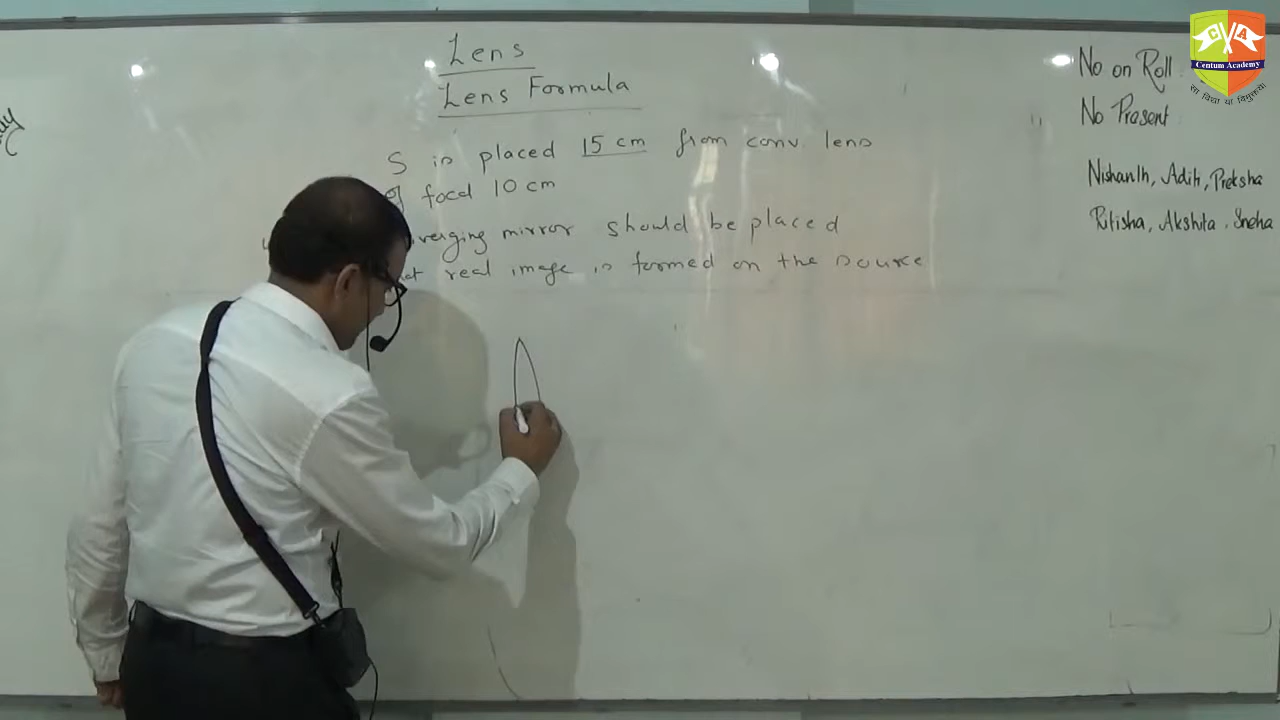 Lens
Lens Formula
S is placed 15 cm from conv. lens
of focal 10 cm
mirror should be placed
real image is formed on the source
No on Roll
No Present
Nishanth, Aditi, Preksha
Ritisha, Akshita, Sneha
C A
Centum Academy